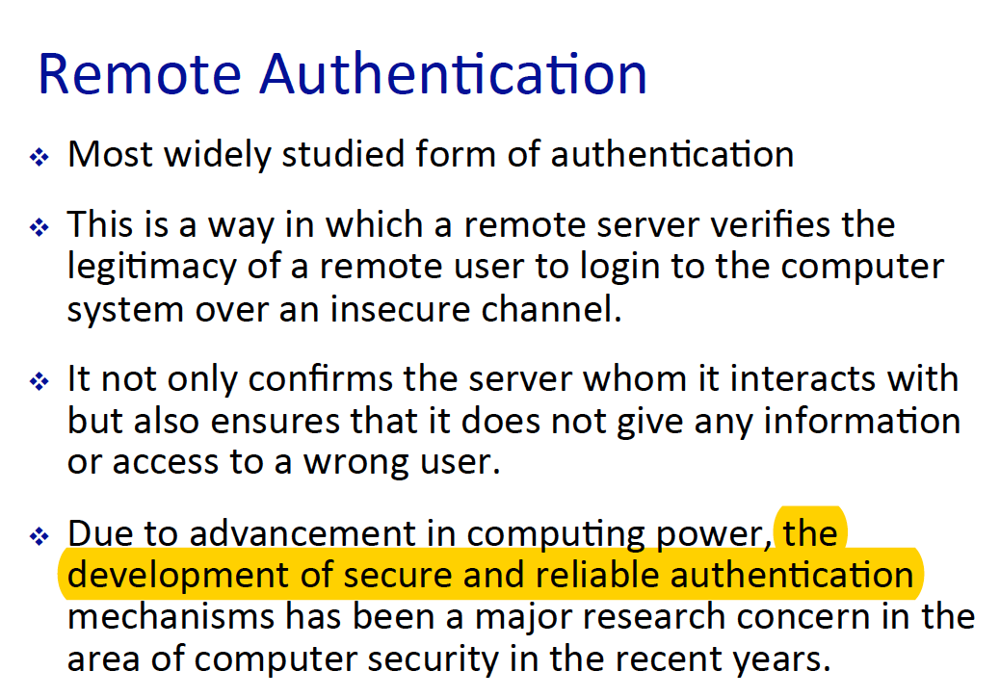 Remote Authentication
❖ Most widely studied form of authentication
❖ This is a way in which a remote server verifies the
legitimacy of a remote user to login to the computer
system over an insecure channel.
❖ It not only confirms the server whom it interacts with
but also ensures that it does not give any information
or access to a wrong user.
❖ Due to advancement in computing power, the
development of secure and reliable authentication
mechanisms has been a major research concern in the
area of computer security in the recent years.